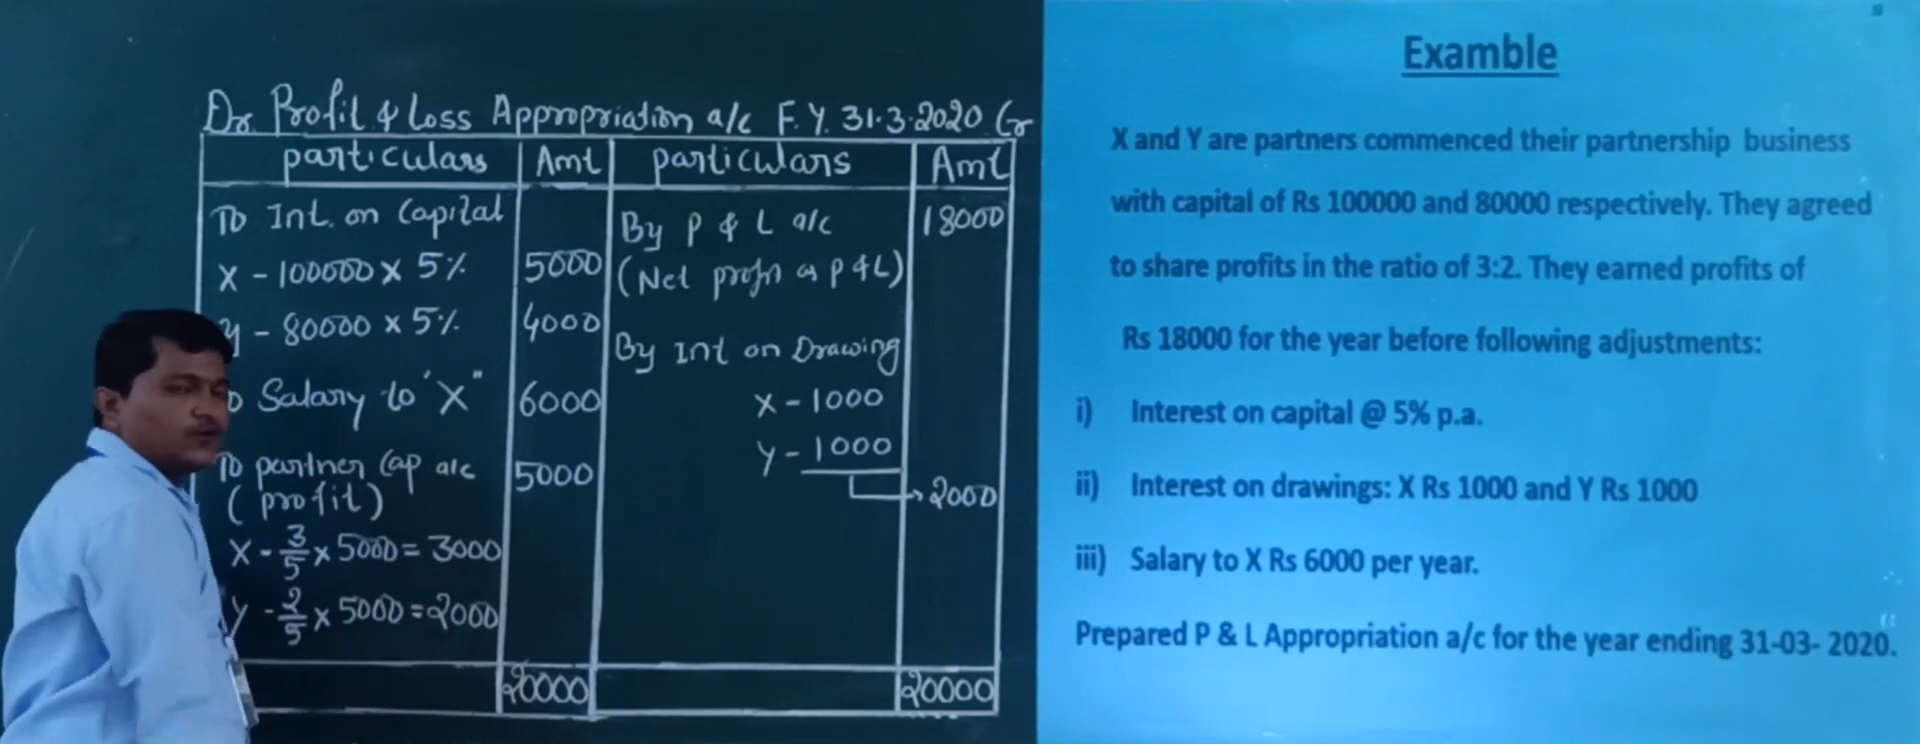 Dr. Profit & Loss Appropriation a/c F.Y. 31.3.2020 Cr
particulars Amt particulars Amt
To Int. on Capital
X - 100000 x 5% 5000
y - 80000 x 5% 4000
Salary to "X" 6000
To partner Cap a/c 5000
(profit)
X - 3/5 x 5000 = 3000
Y - 2/5 x 5000 = 2000
20000
By P & L a/c 18000
(Net profit as P & L)
By Int on Drawing
X - 1000
Y - 1000
2000
20000
Examble
X and Y are partners commenced their partnership business
with capital of Rs 100000 and 80000 respectively. They agreed
to share profits in the ratio of 3:2. They earned profits of
Rs 18000 for the year before following adjustments:
i) Interest on capital @ 5% p.a.
ii) Interest on drawings: X Rs 1000 and Y Rs 1000
iii) Salary to X Rs 6000 per year.
Prepared P & L Appropriation a/c for the year ending 31-03- 2020.